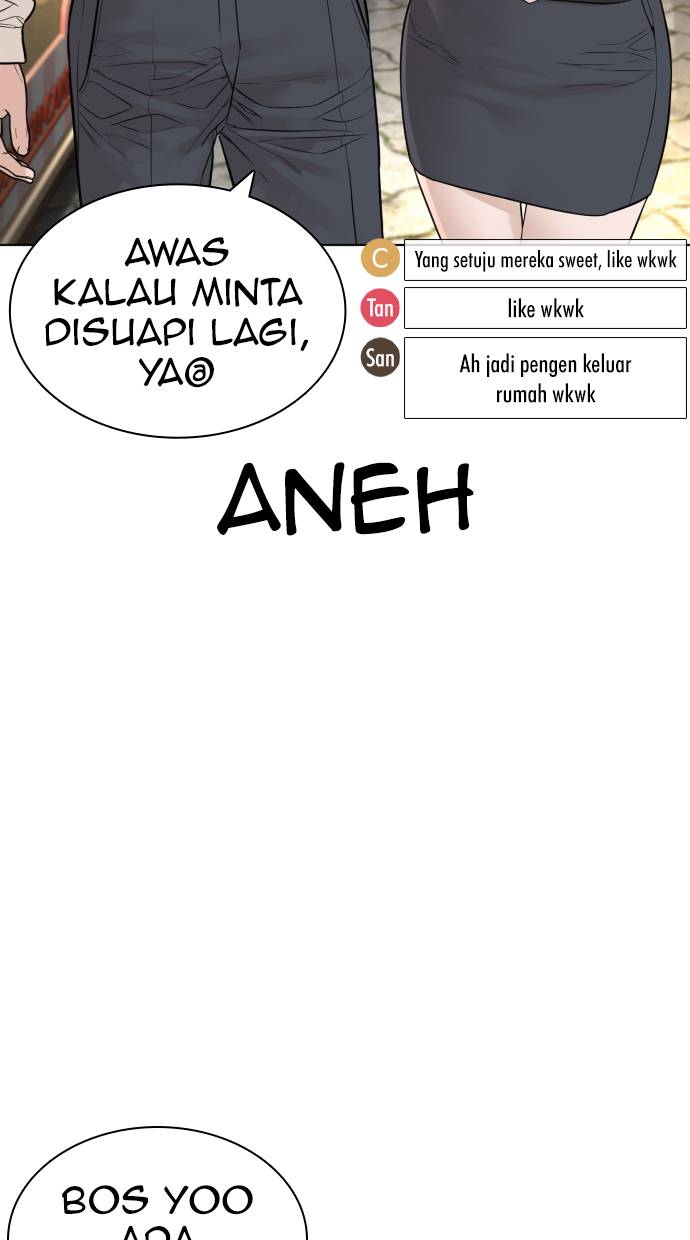 AWAS
KALAU MINTA
DISUAPI LAGI,
YA@
C
Yang setuju mereka sweet, like wkwk
Tan
like wkwk
San
Ah jadi pengen keluar
rumah wkwk
ANEH
BOS YOO
ADA